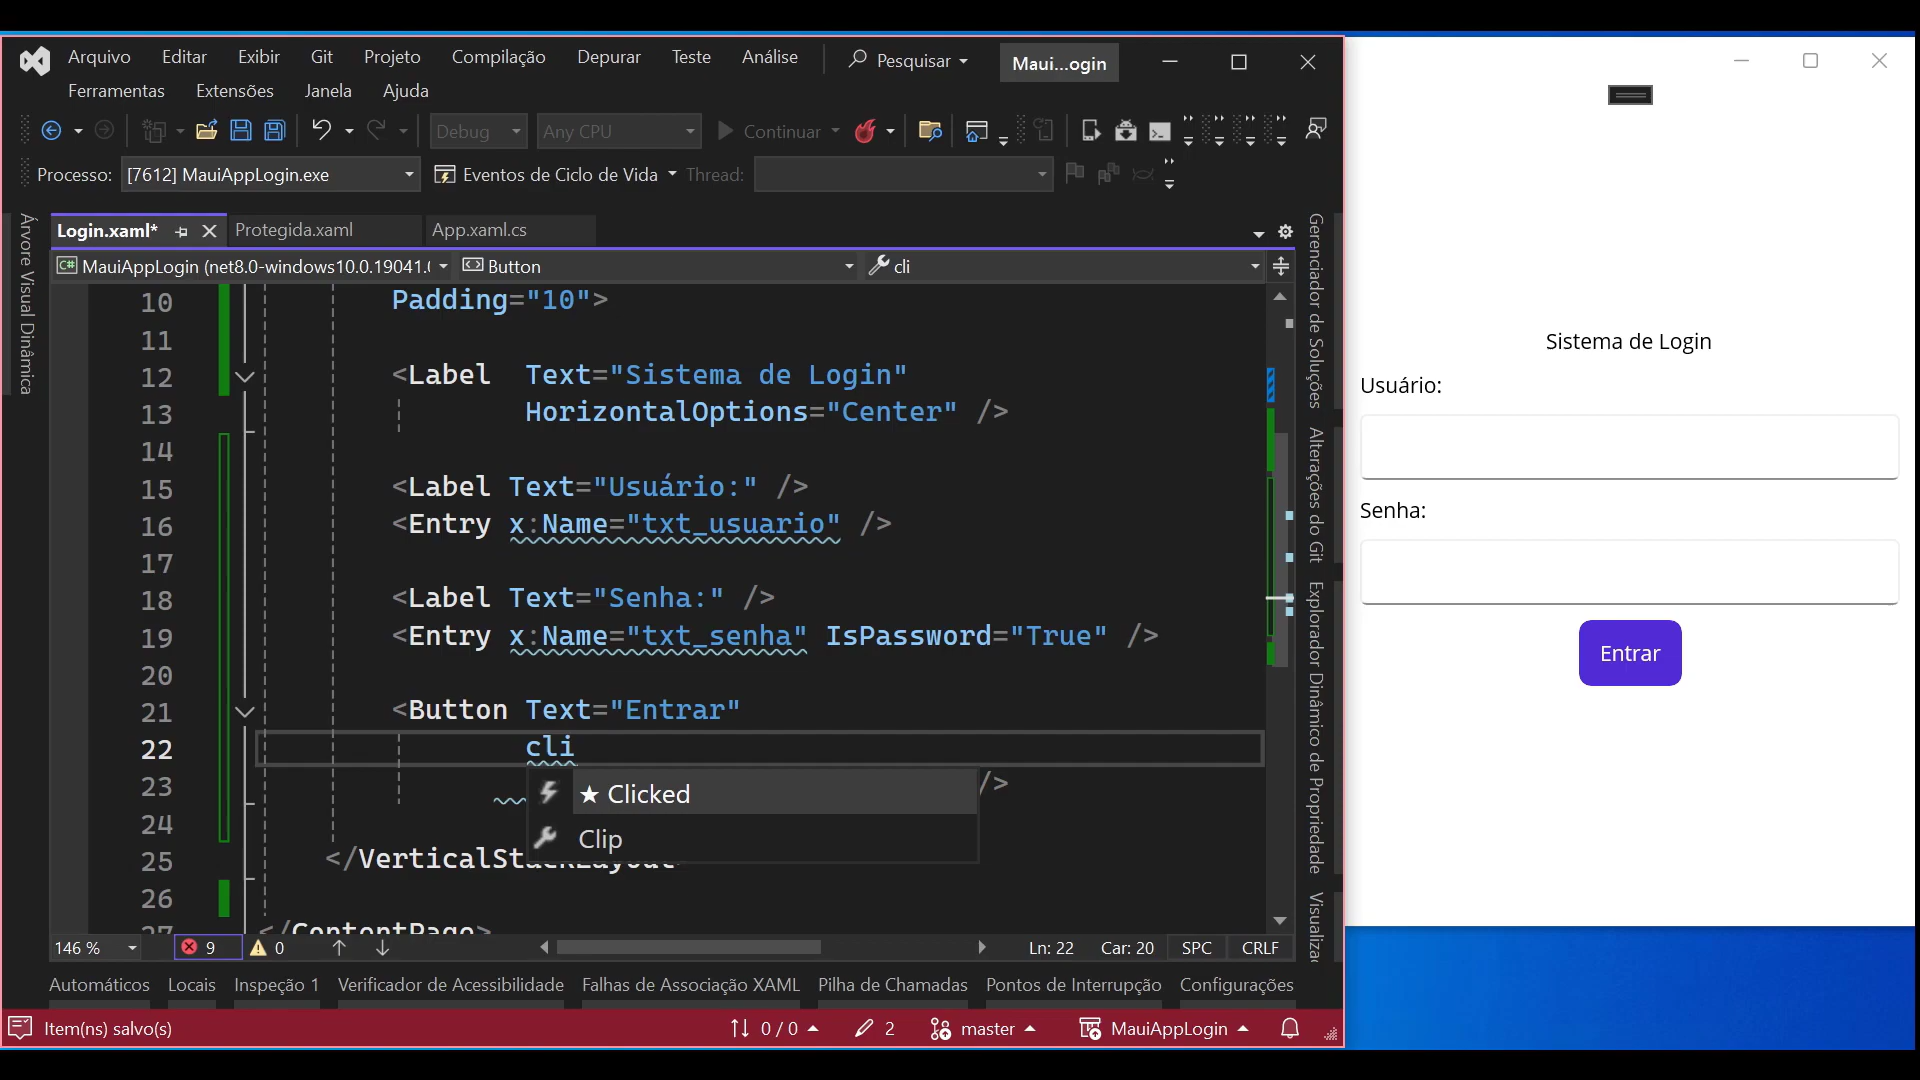 Arquivo Editar Exibir Git Projeto Compilação Depurar Teste Análise Pesquisar Maui...ogin
Ferramentas Extensões Janela Ajuda
Debug Any CPU Continuar
Processo: [7612] MauiAppLogin.exe Eventos de Ciclo de Vida Thread:
Árvore Visual Dinâmica
Login.xaml* Protegida.xaml App.xaml.cs
MauiAppLogin (net8.0-windows10.0.19041.0 Button cli
10 Padding="10">
11
12 <Label Text="Sistema de Login"
13 HorizontalOptions="Center" />
14
15 <Label Text="Usuário:" />
16 <Entry x:Name="txt_usuario" />
17
18 <Label Text="Senha:" />
19 <Entry x:Name="txt_senha" IsPassword="True" />
20
21 <Button Text="Entrar"
22 cli
23 />
★ Clicked
24
Clip
25 </VerticalStackLayout>
26
27 </ContentPage>
146 % 9 0 Ln: 22 Car: 20 SPC CRLF
Automáticos Locais Inspeção 1 Verificador de Acessibilidade Falhas de Associação XAML Pilha de Chamadas Pontos de Interrupção Configurações
Item(ns) salvo(s) 0 / 0 2 master MauiAppLogin
Gerenciador de Soluções
Alterações do Git
Explorador Dinâmico de Propriedade
Sistema de Login
Usuário:
Senha:
Entrar